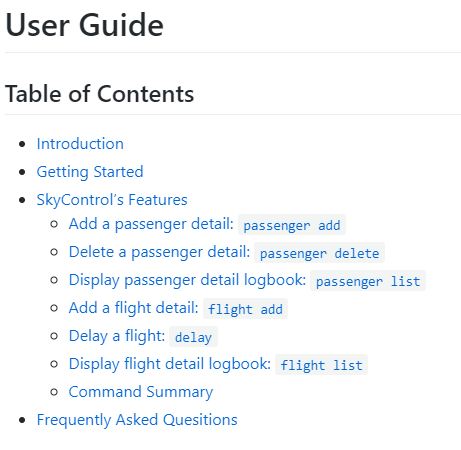 User Guide
Table of Contents
Introduction
Getting Started
SkyControl's Features
Add a passenger detail: passenger add
Delete a passenger detail: passenger delete
Display passenger detail logbook: passenger list
Add a flight detail: flight add
Delay a flight: delay
Display flight detail logbook: flight list
Command Summary
Frequently Asked Quesitions